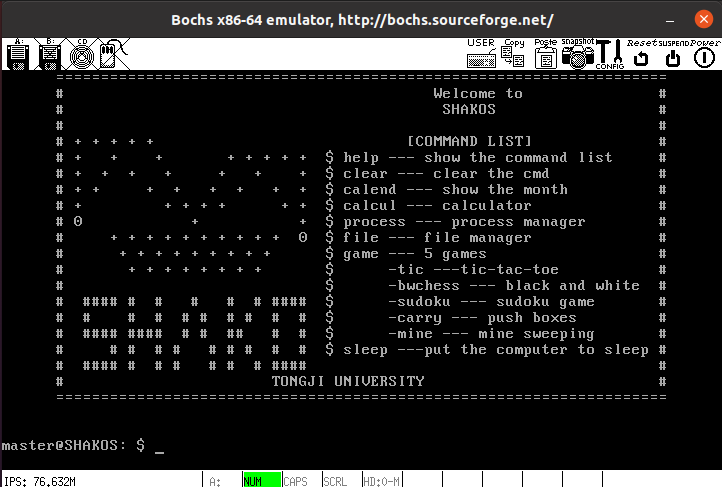 Bochs x86-64 emulator, http://bochs.sourceforge.net/
A: B: CD USER Copy Paste snapshot CONFIG Reset SUSPEND Power
==================================================================
# Welcome to #
# SHAKOS #
# #
# + + + + + [COMMAND LIST] #
# + + + + + + + + $ help --- show the command list #
# + + + + + + + $ clear --- clear the cmd #
# + + + + + + + + $ calend --- show the month #
# + + + + + + + $ calcul --- calculator #
# 0 + + $ process --- process manager #
# + + + + + + + + + + 0 $ file --- file manager #
# + + + + + + + + + $ game --- 5 games #
# + + + + + + + + $ -tic ---tic-tac-toe #
# $ -bwchess --- black and white #
# #### # # # # # #### $ -sudoku --- sudoku game #
# # # # # # # # # # $ -carry --- push boxes #
# #### #### # # ## # # $ -mine --- mine sweeping #
# # # # # # # # # # $ sleep ---put the computer to sleep #
# #### # # # # # # #### #
# TONGJI UNIVERSITY #
==================================================================
master@SHAKOS: $ _
IPS: 76.632M A: NUM CAPS SCRL HD:0-M